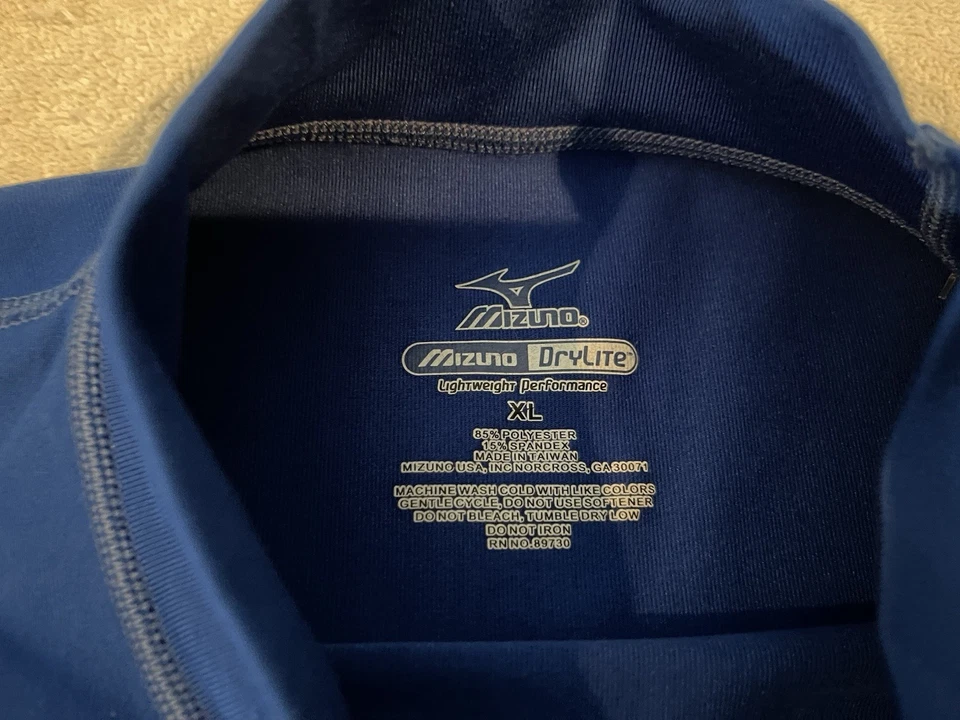 Mizuno®
Mizuno DryLite™
Lightweight Performance
XL
85% POLYESTER
15% SPANDEX
MADE IN TAIWAN
MIZUNO USA, INC NORCROSS, GA 30071
MACHINE WASH COLD WITH LIKE COLORS
GENTLE CYCLE, DO NOT USE SOFTENER
DO NOT BLEACH, TUMBLE DRY LOW
DO NOT IRON
RN NO.89730